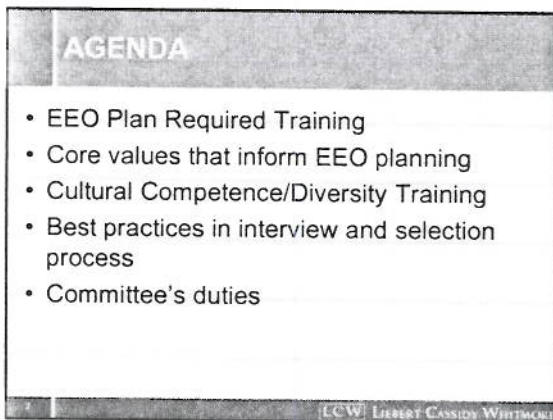 AGENDA
• EEO Plan Required Training
• Core values that inform EEO planning
• Cultural Competence/Diversity Training
• Best practices in interview and selection
process
• Committee's duties
LCW LIEBERT CASSIDY WHITMORE